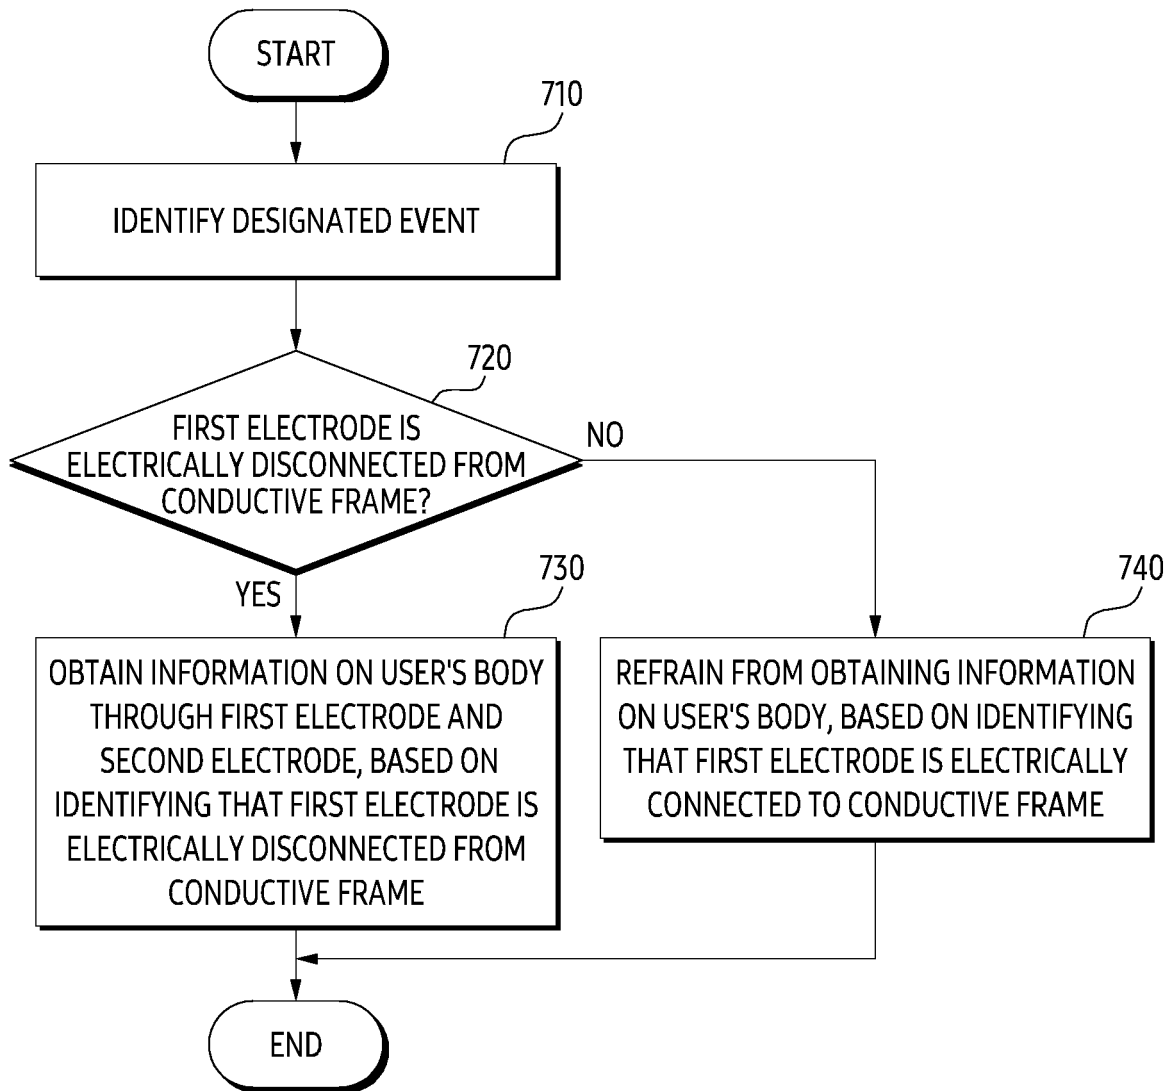 START
710
IDENTIFY DESIGNATED EVENT
720
FIRST ELECTRODE IS
ELECTRICALLY DISCONNECTED FROM
CONDUCTIVE FRAME?
NO
YES
730
OBTAIN INFORMATION ON USER'S BODY
THROUGH FIRST ELECTRODE AND
SECOND ELECTRODE, BASED ON
IDENTIFYING THAT FIRST ELECTRODE IS
ELECTRICALLY DISCONNECTED FROM
CONDUCTIVE FRAME
740
REFRAIN FROM OBTAINING INFORMATION
ON USER'S BODY, BASED ON IDENTIFYING
THAT FIRST ELECTRODE IS ELECTRICALLY
CONNECTED TO CONDUCTIVE FRAME
END